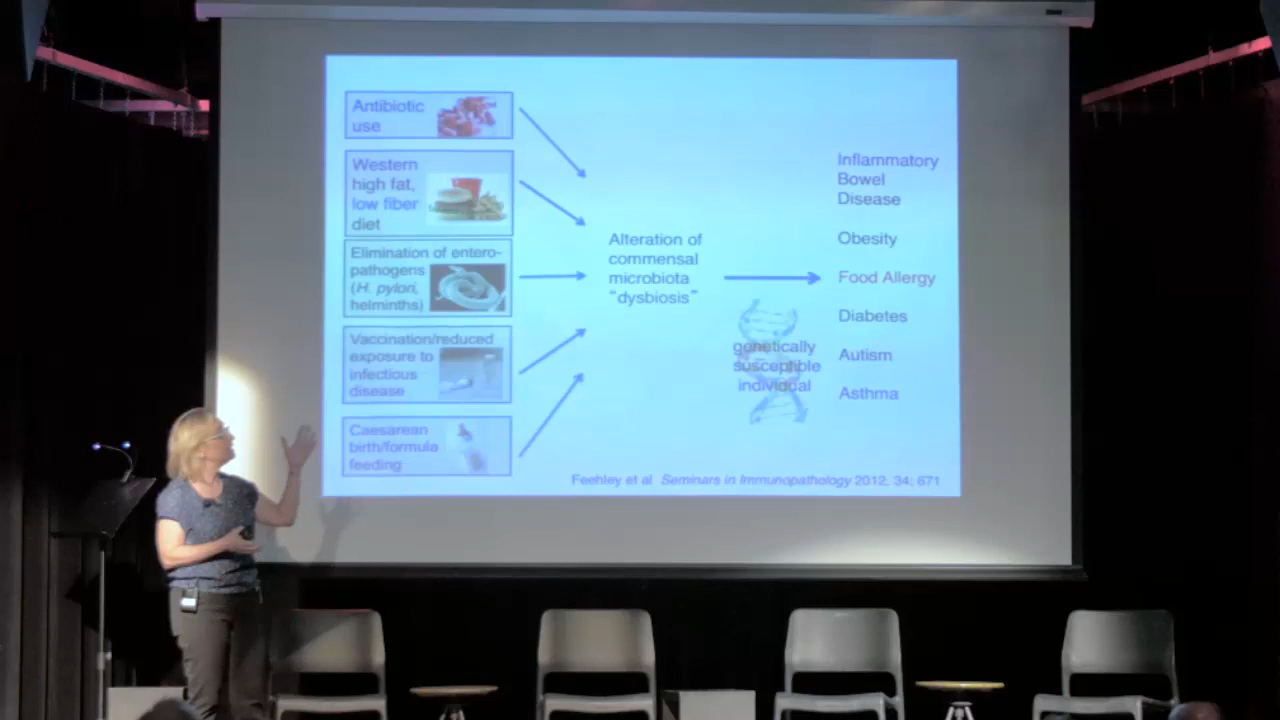 Antibiotic
use
Western
high fat,
low fiber
diet
Elimination of entero-
pathogens
(H. pylori,
helminths)
Vaccination/reduced
exposure to
infectious
disease
Caesarean
birth/formula
feeding
Alteration of
commensal
microbiota
“dysbiosis”
genetically
susceptible
individual
Inflammatory
Bowel
Disease
Obesity
Food Allergy
Diabetes
Autism
Asthma
Feehley et al Seminars in Immunopathology 2012, 34; 671